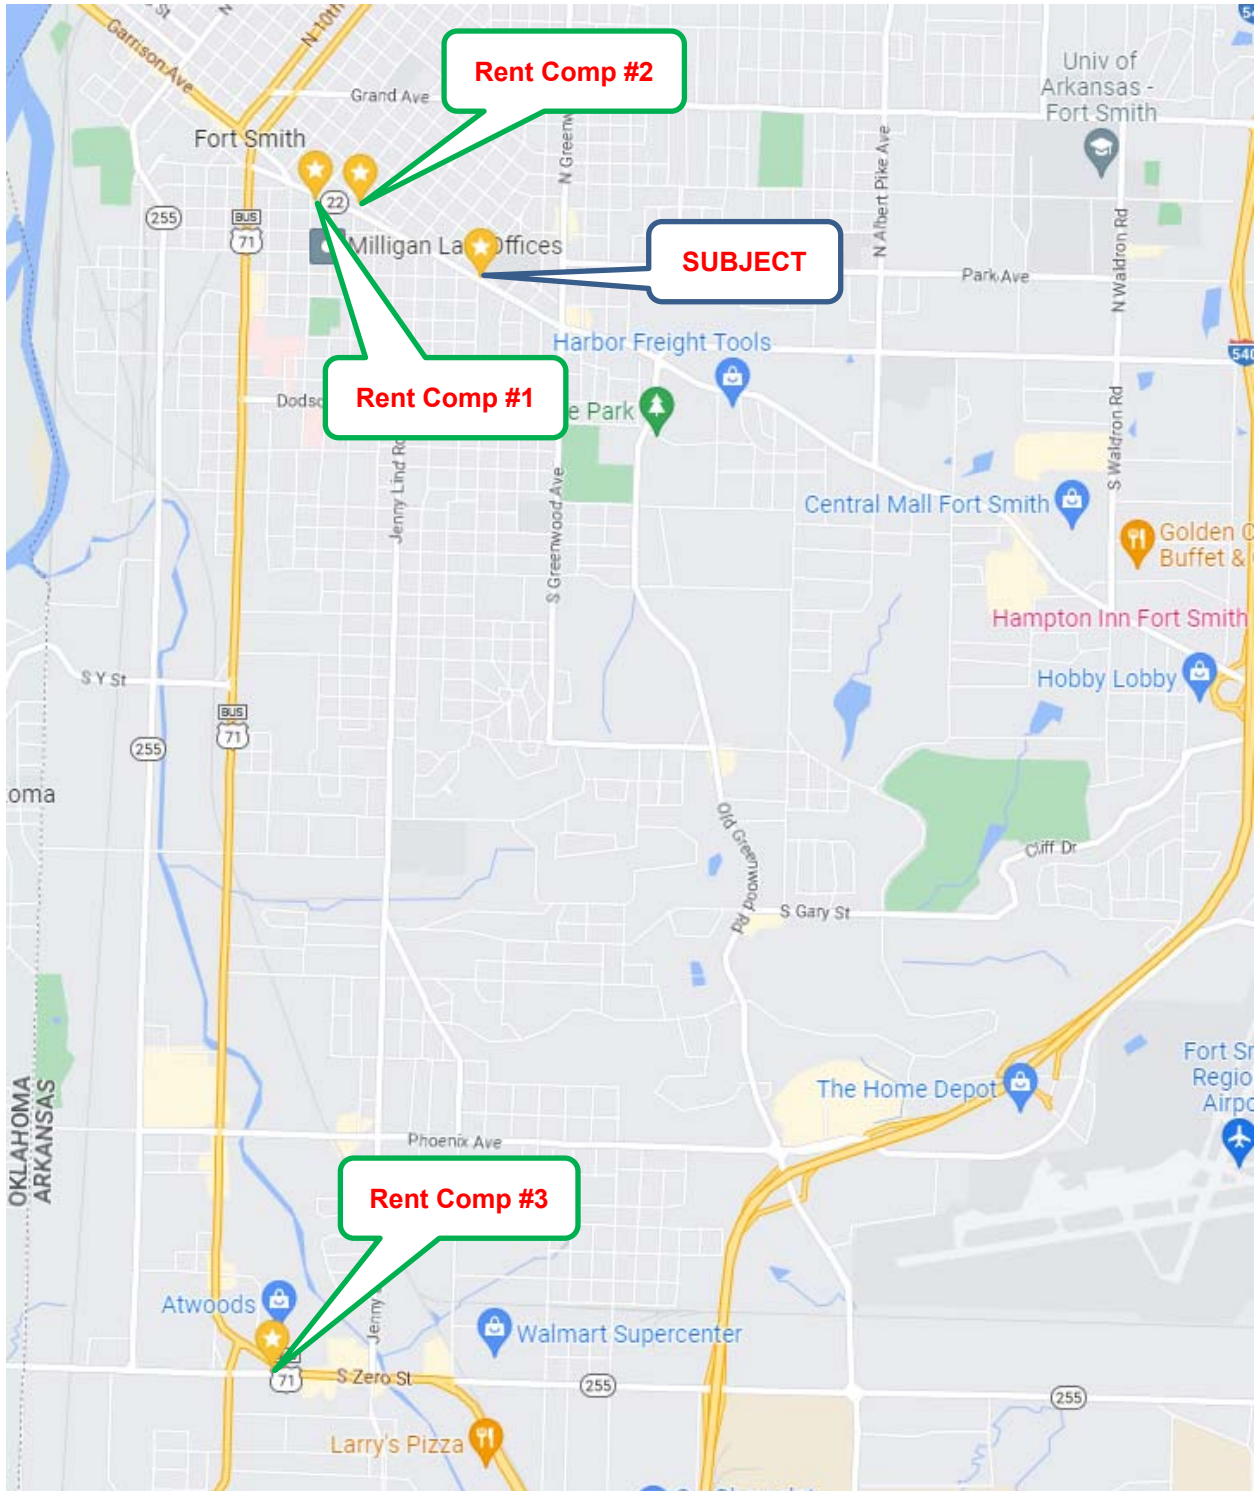 Garrison Ave
N 10th
Rent Comp #2
Grand Ave
Univ of
Arkansas -
Fort Smith
54
Fort Smith
N Greenw
N Albert Pike Ave
22
255
BUS
71
Milligan La
Offices
SUBJECT
Park Ave
N Waldron Rd
Harbor Freight Tools
540
Rent Comp #1
e Park
Jenny Lind Rd
S Greenwood Ave
S Waldron Rd
Central Mall Fort Smith
Golden C
Buffet &
Hampton Inn Fort Smith
S Y St
Hobby Lobby
BUS
71
255
oma
Old Greenwood Rd
Cliff Dr
S Gary St
OKLAHOMA
ARKANSAS
The Home Depot
Fort Sr
Regio
Airpo
Phoenix Ave
Rent Comp #3
Atwoods
Jenny
Walmart Supercenter
71
S Zero St
255
255
Larry's Pizza